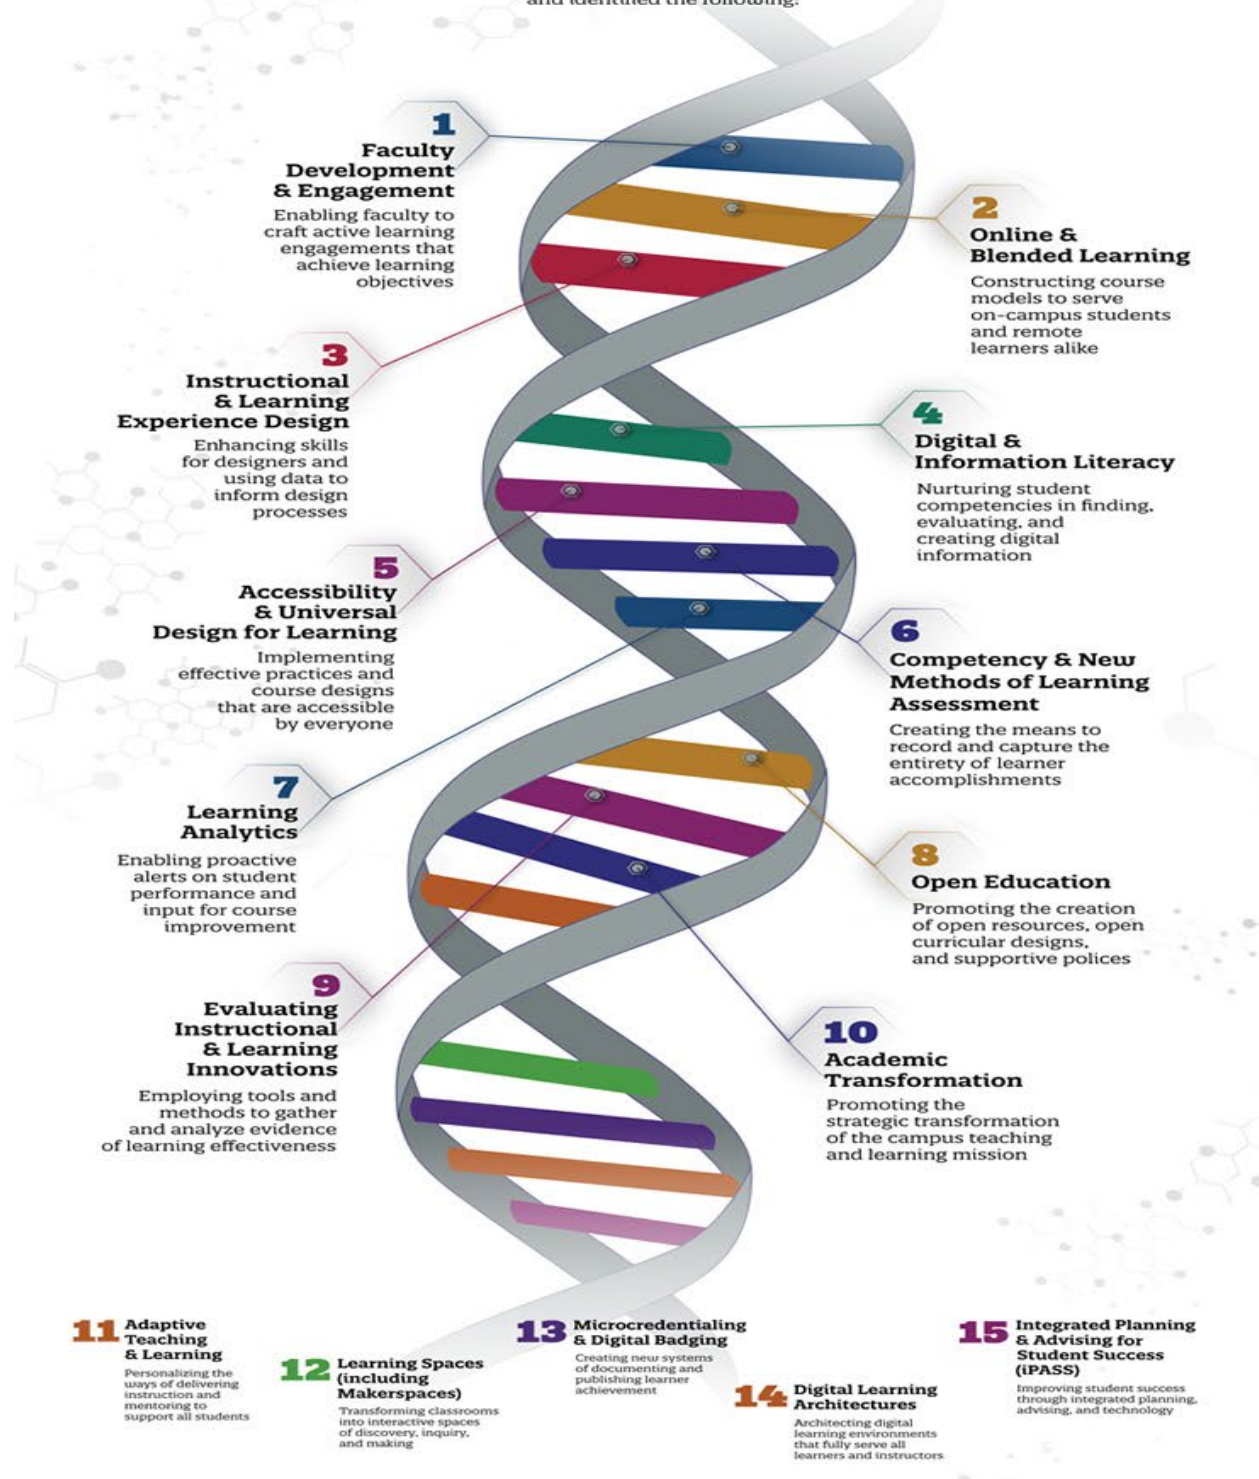 and identified the following:
1
Faculty
Development
& Engagement
Enabling faculty to
craft active learning
engagements that
achieve learning
objectives
2
Online &
Blended Learning
Constructing course
models to serve
on-campus students
and remote
learners alike
3
Instructional
& Learning
Experience Design
Enhancing skills
for designers and
using data to
inform design
processes
4
Digital &
Information Literacy
Nurturing student
competencies in finding,
evaluating, and
creating digital
information
5
Accessibility
& Universal
Design for Learning
Implementing
effective practices and
course designs
that are accessible
by everyone
6
Competency & New
Methods of Learning
Assessment
Creating the means to
record and capture the
entirety of learner
accomplishments
7
Learning
Analytics
Enabling proactive
alerts on student
performance and
input for course
improvement
8
Open Education
Promoting the creation
of open resources, open
curricular designs,
and supportive polices
9
Evaluating
Instructional
& Learning
Innovations
Employing tools and
methods to gather
and analyze evidence
of learning effectiveness
10
Academic
Transformation
Promoting the
strategic transformation
of the campus teaching
and learning mission
11 Adaptive
Teaching
& Learning
Personalizing the
ways of delivering
instruction and
mentoring to
support all students
12 Learning Spaces
(including
Makerspaces)
Transforming classrooms
into interactive spaces
of discovery, inquiry,
and making
13 Microcredentialing
& Digital Badging
Creating new systems
of documenting and
publishing learner
achievement
14 Digital Learning
Architectures
Architecting digital
learning environments
that fully serve all
learners and instructors
15 Integrated Planning
& Advising for
Student Success
(iPASS)
Improving student success
through integrated planning,
advising, and technology